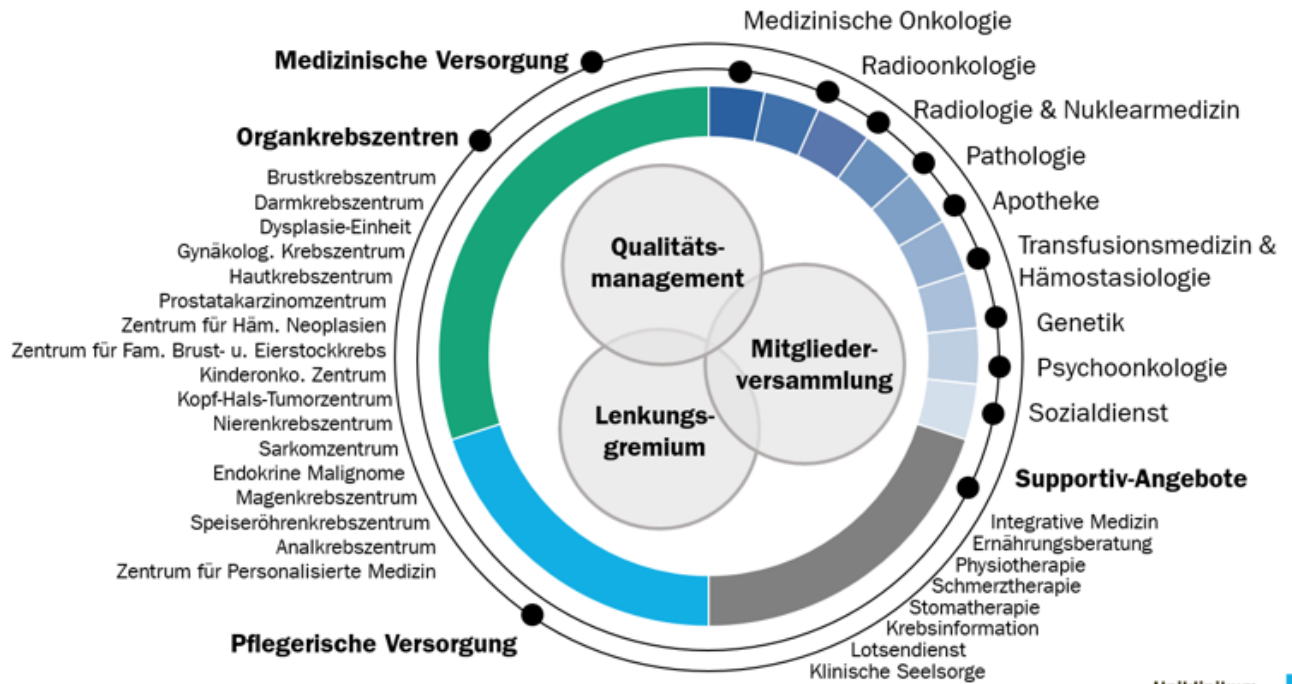 Medizinische Onkologie
Medizinische Versorgung
Radioonkologie
Organkrebszentren
Radiologie & Nuklearmedizin
Pathologie
Apotheke
Transfusionsmedizin &
Hämostasiologie
Genetik
Psychoonkologie
Sozialdienst
Brustkrebszentrum
Darmkrebszentrum
Dysplasie-Einheit
Gynäkolog. Krebszentrum
Hautkrebszentrum
Prostatakarzinomzentrum
Zentrum für Häm. Neoplasien
Zentrum für Fam. Brust- u. Eierstockkrebs
Kinderonko. Zentrum
Kopf-Hals-Tumorzentrum
Nierenkrebszentrum
Sarkomzentrum
Endokrine Malignome
Magenkrebszentrum
Speiseröhrenkrebszentrum
Analkrebszentrum
Zentrum für Personalisierte Medizin
Qualitäts-
management
Mitglieder-
versammlung
Lenkungs-
gremium
Supportiv-Angebote
Integrative Medizin
Ernährungsberatung
Physiotherapie
Schmerztherapie
Stomatherapie
Krebsinformation
Lotsendienst
Klinische Seelsorge
Pflegerische Versorgung